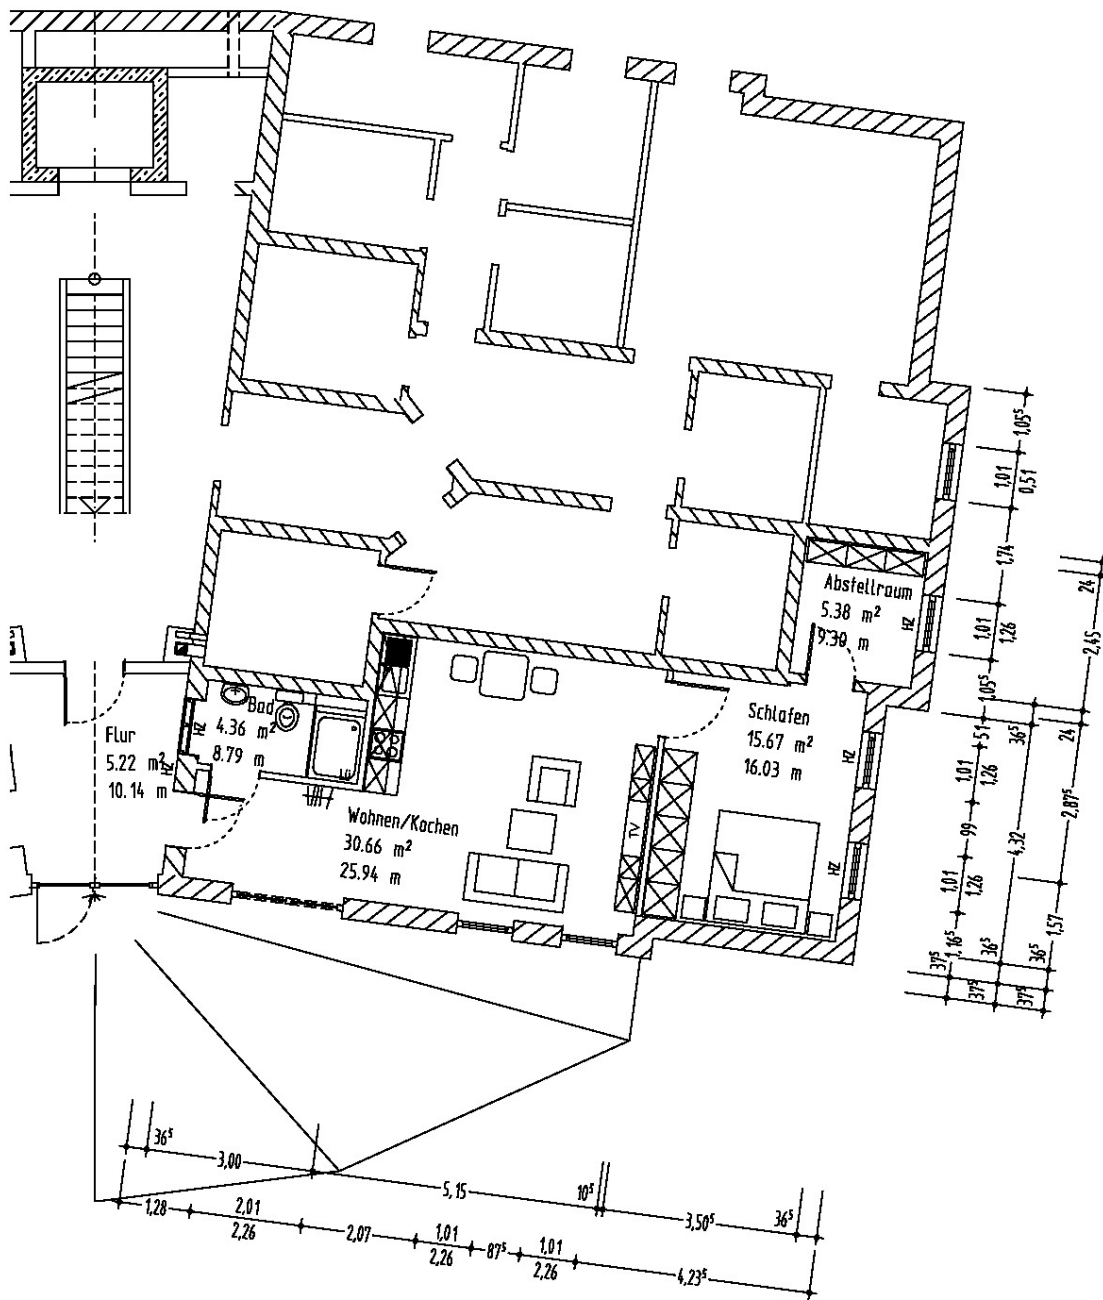 Abstellraum
5.38 m²
9.30 m
HZ
Bad
4.36 m²
8.79 m
HZ
LÜ
Flur
5.22 m²
10.14 m
HZ
Schlafen
15.67 m²
16.03 m
HZ
HZ
Wohnen/Kochen
30.66 m²
25.94 m
TV
1,05⁵
1,01
0,51
1,74
1,01
1,26
1,05⁵
24
2,45
51
36⁵
24
1,01
1,26
99
4,32
2,87⁵
1,01
1,26
1,57
1,16⁵
36⁵
36⁵
37⁵
37⁵
37⁵
36⁵
3,00
5,15
10⁵
3,50⁵
36⁵
1,28
2,01
2,26
2,07
1,01
2,26
87⁵
1,01
2,26
4,23⁵